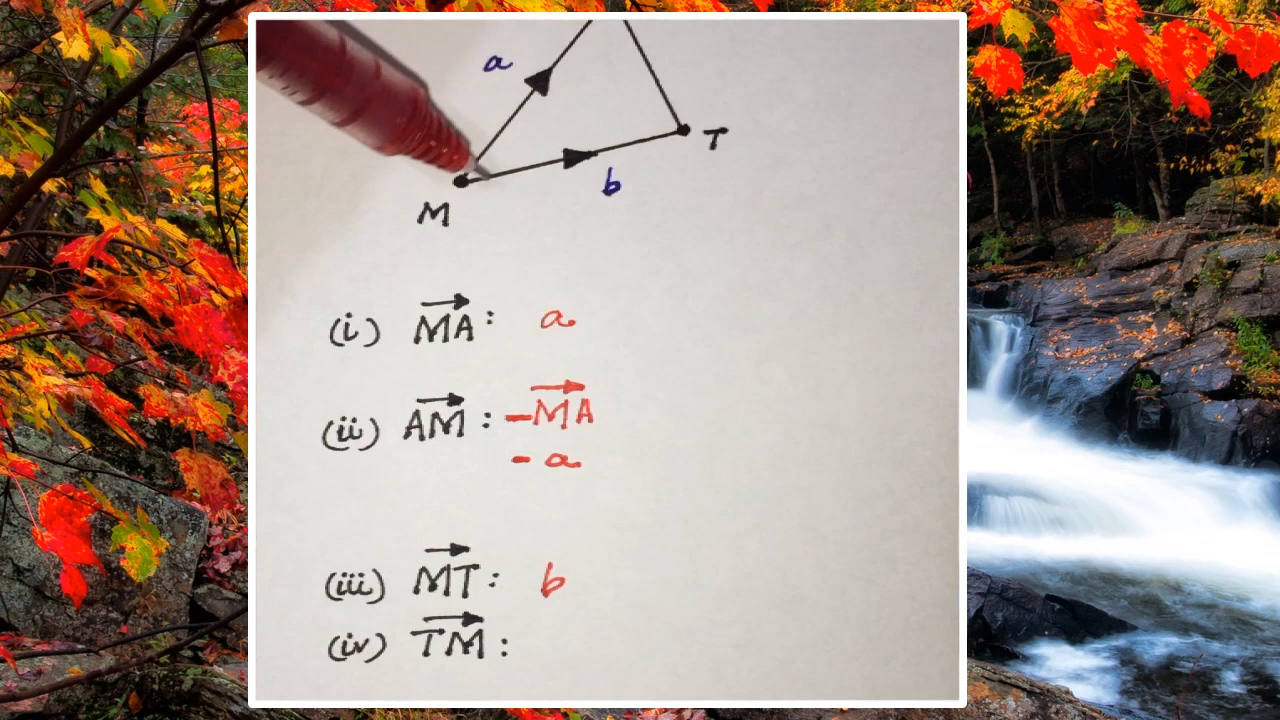 a
T
b
M
(i) MA: a
(ii) AM: -MA
- a
(iii) MT: b
(iv) TM: